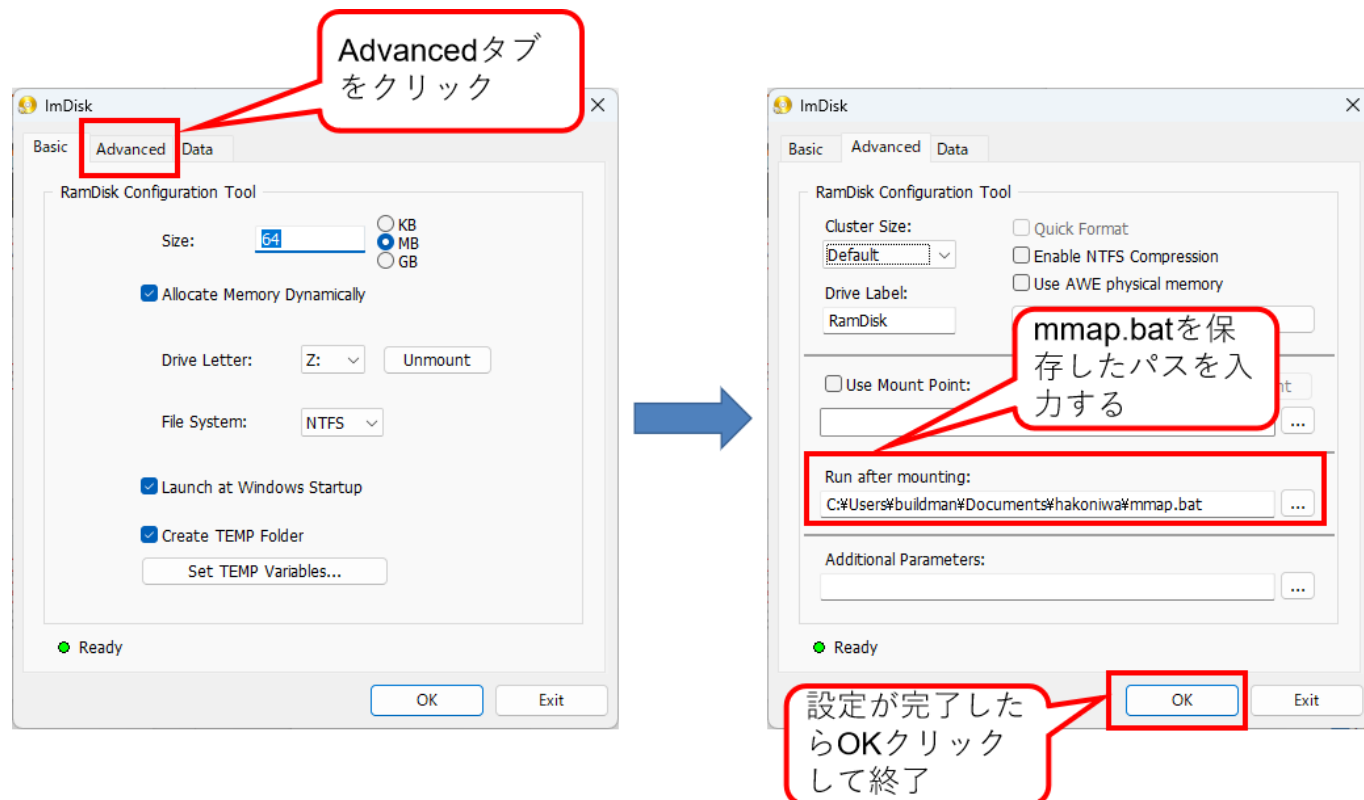 Advancedタブ
をクリック
ImDisk
Basic Advanced Data
RamDisk Configuration Tool
Size: 64
KB
MB
GB
Allocate Memory Dynamically
Drive Letter: Z: Unmount
File System: NTFS
Launch at Windows Startup
Create TEMP Folder
Set TEMP Variables...
Ready
OK Exit
ImDisk
Basic Advanced Data
RamDisk Configuration Tool
Cluster Size:
Default
Quick Format
Enable NTFS Compression
Use AWE physical memory
Drive Label:
RamDisk
mmap.batを保
存したパスを入
力する
Use Mount Point:
...
Run after mounting:
C:¥Users¥buildman¥Documents¥hakoniwa¥mmap.bat ...
Additional Parameters:
...
Ready
OK Exit
設定が完了した
らOKクリック
して終了